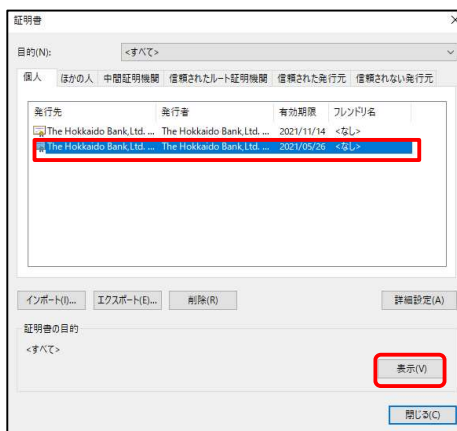 証明書
目的(N): <すべて>
個人 ほかの人 中間証明機関 信頼されたルート証明機関 信頼された発行元 信頼されない発行元
発行先 発行者 有効期限 フレンドリ名
The Hokkaido Bank,Ltd. ... The Hokkaido Bank,Ltd. ... 2021/11/14 <なし>
The Hokkaido Bank,Ltd. ... The Hokkaido Bank,Ltd. ... 2021/05/26 <なし>
インポート(I)... エクスポート(E)... 削除(R) 詳細設定(A)
証明書の目的
<すべて>
表示(V)
閉じる(C)